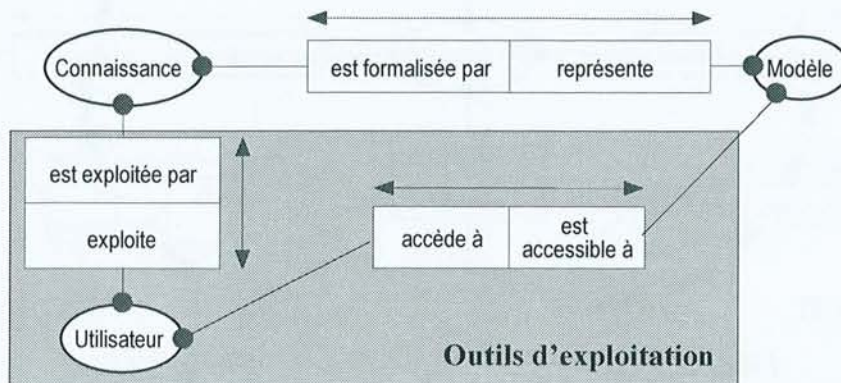 Connaissance
est formalisée par
représente
Modèle
est exploitée par
exploite
accède à
est
accessible à
Utilisateur
Outils d'exploitation